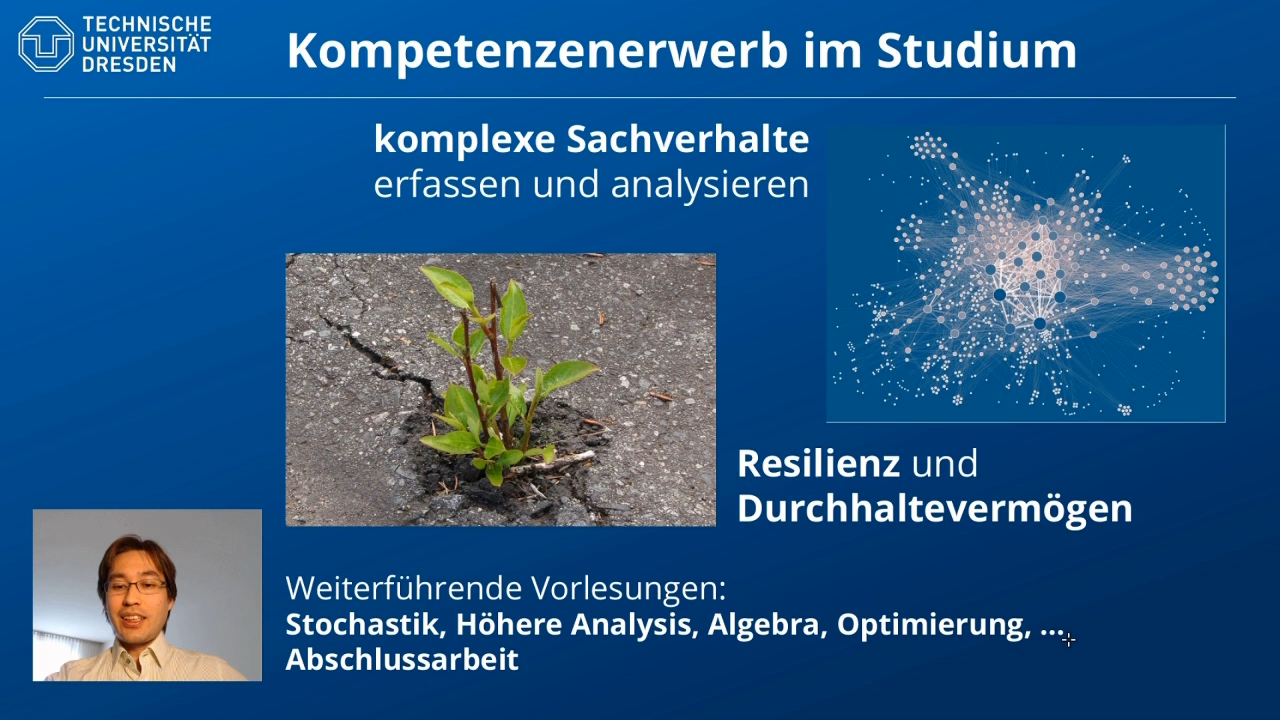 TECHNISCHE
UNIVERSITÄT
DRESDEN
Kompetenzenerwerb im Studium
komplexe Sachverhalte
erfassen und analysieren
Resilienz und
Durchhaltevermögen
Weiterführende Vorlesungen:
Stochastik, Höhere Analysis, Algebra, Optimierung, ...
Abschlussarbeit